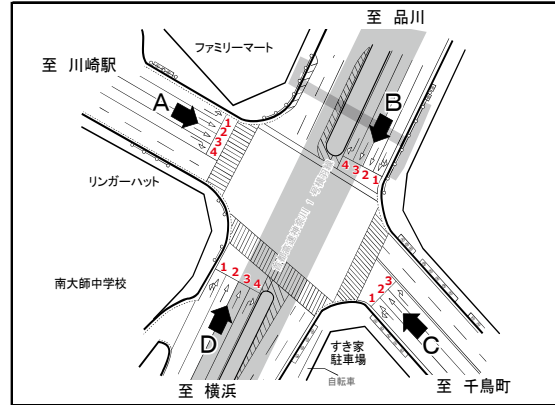 至 品川
ファミリーマート
至 川崎駅
A
B
1
2
3
4
4 3 2 1
リンガーハット
南大師中学校
1 2 3 4
1 2 3
D
C
すき家
駐車場
自転車
至 横浜
至 千鳥町